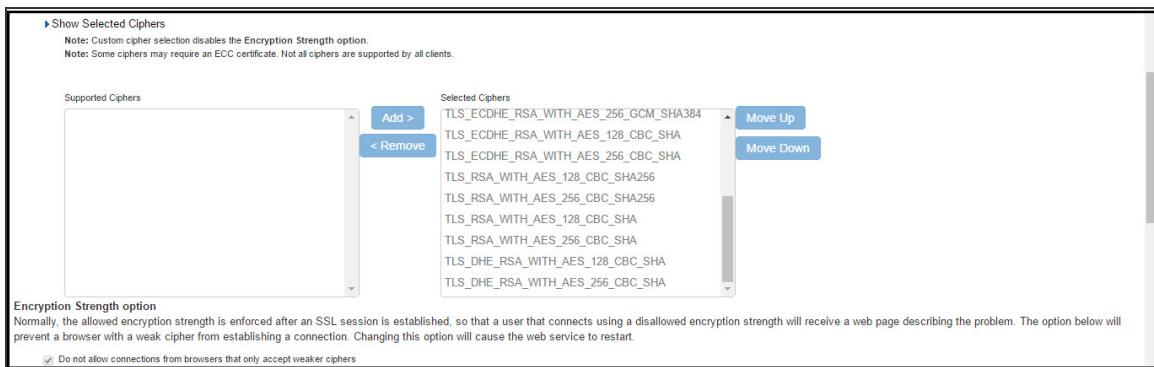 Show Selected Ciphers
Note: Custom cipher selection disables the Encryption Strength option.
Note: Some ciphers may require an ECC certificate. Not all ciphers are supported by all clients.
Supported Ciphers
Add >
< Remove
Selected Ciphers
TLS_ECDHE_RSA_WITH_AES_256_GCM_SHA384
TLS_ECDHE_RSA_WITH_AES_128_CBC_SHA
TLS_ECDHE_RSA_WITH_AES_256_CBC_SHA
TLS_RSA_WITH_AES_128_CBC_SHA256
TLS_RSA_WITH_AES_256_CBC_SHA256
TLS_RSA_WITH_AES_128_CBC_SHA
TLS_RSA_WITH_AES_256_CBC_SHA
TLS_DHE_RSA_WITH_AES_128_CBC_SHA
TLS_DHE_RSA_WITH_AES_256_CBC_SHA
Move Up
Move Down
Encryption Strength option
Normally, the allowed encryption strength is enforced after an SSL session is established, so that a user that connects using a disallowed encryption strength will receive a web page describing the problem. The option below will
prevent a browser with a weak cipher from establishing a connection. Changing this option will cause the web service to restart.
Do not allow connections from browsers that only accept weaker ciphers